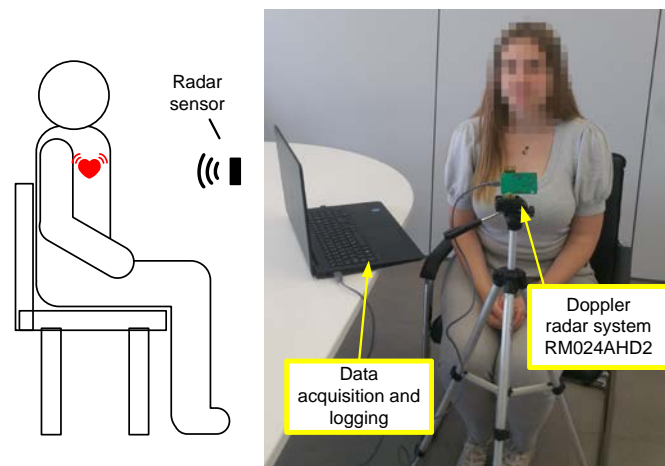 Radar
sensor
Doppler
radar system
RM024AHD2
Data
acquisition and
logging